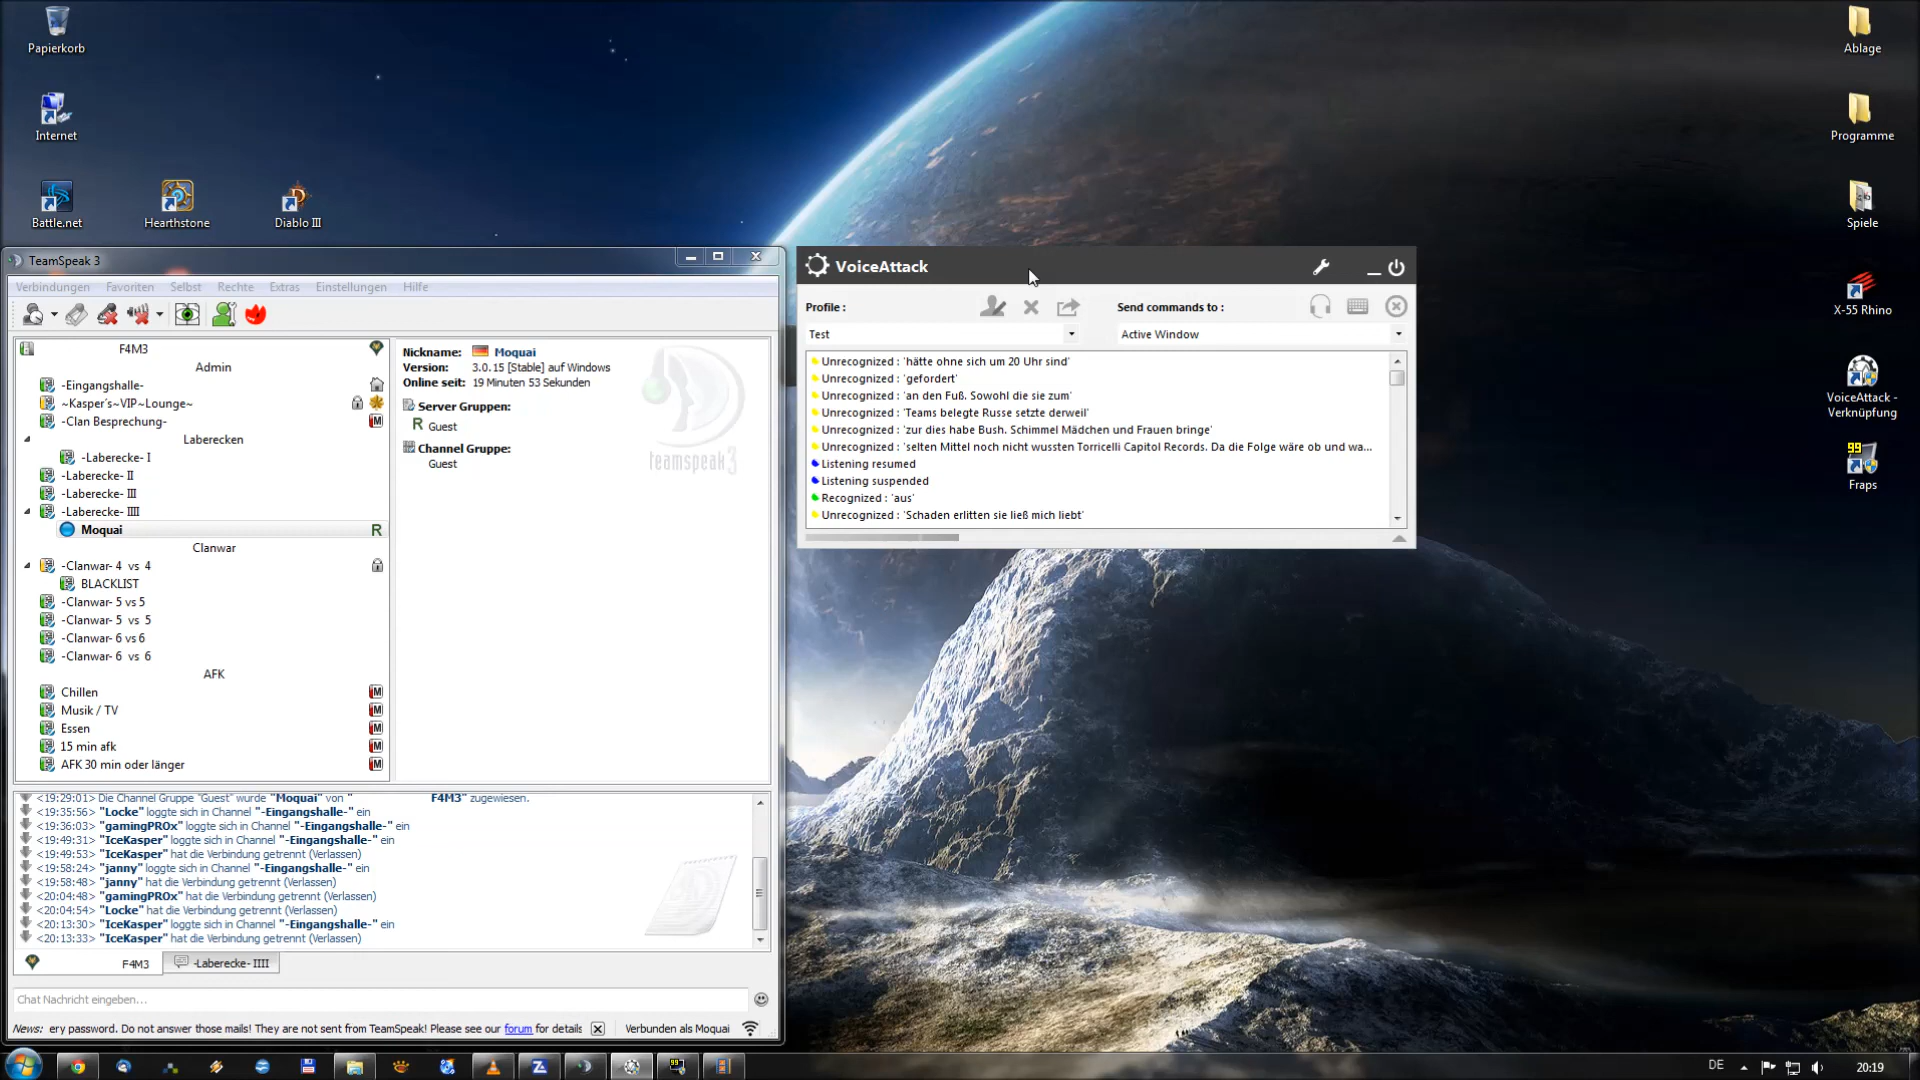 Papierkorb
Internet
Battle.net
Hearthstone
Diablo III
Ablage
Programme
Spiele
X-55 Rhino
VoiceAttack -
Verknüpfung
99
Fraps
TeamSpeak 3
Verbindungen Favoriten Selbst Rechte Extras Einstellungen Hilfe
F4M3
Admin
-Eingangshalle-
~Kasper´s~VIP~Lounge~
-Clan Besprechung- M
Laberecken
-Laberecke- I
-Laberecke- II
-Laberecke- III
-Laberecke- IIII
Moquai R
Clanwar
-Clanwar- 4 vs 4
BLACKLIST
-Clanwar- 5 vs 5
-Clanwar- 5 vs 5
-Clanwar- 6 vs 6
-Clanwar- 6 vs 6
AFK
Chillen M
Musik / TV M
Essen M
15 min afk M
AFK 30 min oder länger M
Nickname: Moquai
Version: 3.0.15 [Stable] auf Windows
Online seit: 19 Minuten 53 Sekunden
Server Gruppen:
R Guest
Channel Gruppe:
Guest
teamspeak3
<19:29:01> Die Channel Gruppe "Guest" wurde "Moquai" von " F4M3" zugewiesen.
<19:35:56> "Locke" loggte sich in Channel "-Eingangshalle-" ein
<19:36:03> "gamingPROx" loggte sich in Channel "-Eingangshalle-" ein
<19:49:31> "IceKasper" loggte sich in Channel "-Eingangshalle-" ein
<19:49:53> "IceKasper" hat die Verbindung getrennt (Verlassen)
<19:58:24> "janny" loggte sich in Channel "-Eingangshalle-" ein
<19:58:48> "janny" hat die Verbindung getrennt (Verlassen)
<20:04:48> "gamingPROx" hat die Verbindung getrennt (Verlassen)
<20:04:54> "Locke" hat die Verbindung getrennt (Verlassen)
<20:13:30> "IceKasper" loggte sich in Channel "-Eingangshalle-" ein
<20:13:33> "IceKasper" hat die Verbindung getrennt (Verlassen)
F4M3 -Laberecke- IIII
Chat Nachricht eingeben...
News: ery password. Do not answer those mails! They are not sent from TeamSpeak! Please see our forum for details Verbunden als Moquai
VoiceAttack
Profile : Send commands to :
Test Active Window
Unrecognized : 'hätte ohne sich um 20 Uhr sind'
Unrecognized : 'gefordert'
Unrecognized : 'an den Fuß. Sowohl die sie zum'
Unrecognized : 'Teams belegte Russe setzte derweil'
Unrecognized : 'zur dies habe Bush. Schimmel Mädchen und Frauen bringe'
Unrecognized : 'selten Mittel noch nicht wussten Torricelli Capitol Records. Da die Folge wäre ob und wa...
Listening resumed
Listening suspended
Recognized : 'aus'
Unrecognized : 'Schaden erlitten sie ließ mich liebt'
DE 20:19